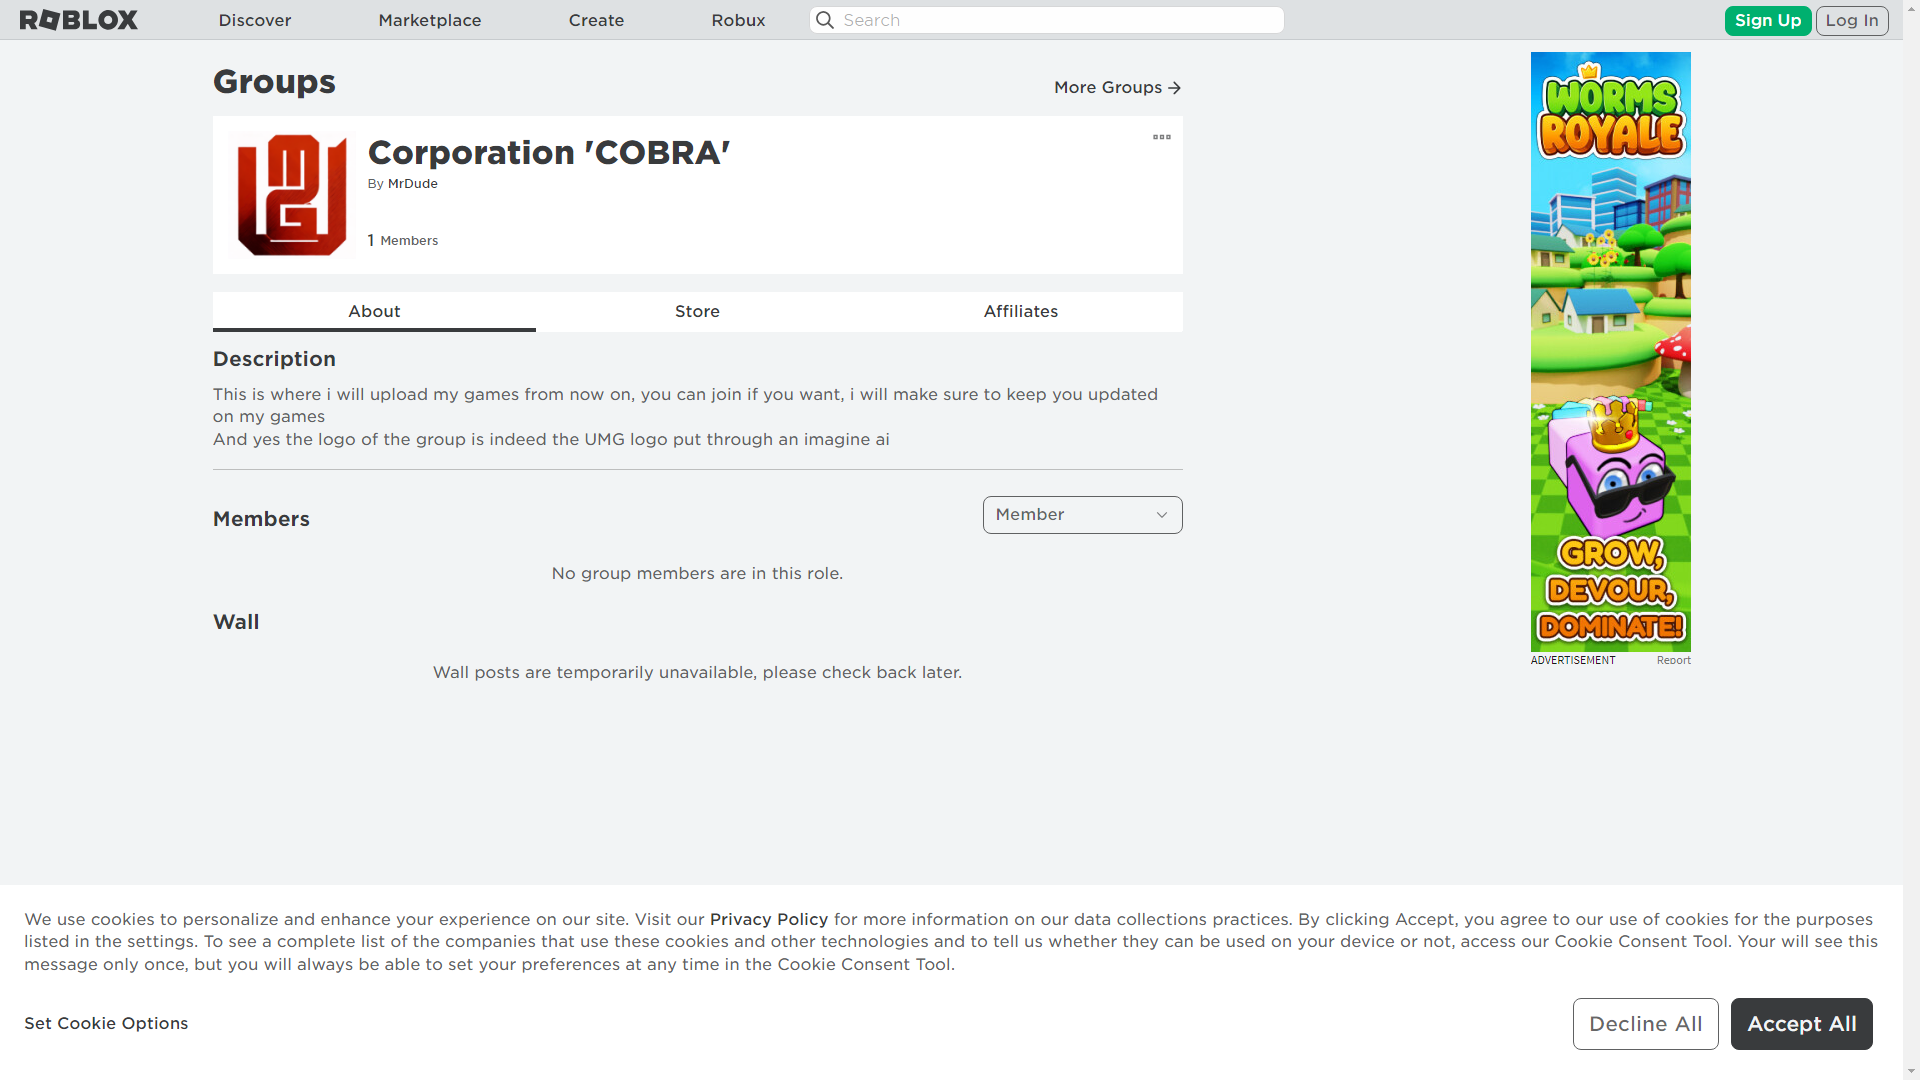 ROBLOX
Discover
Marketplace
Create
Robux
Search
Sign Up
Log In
Groups
More Groups
Corporation 'COBRA'
By MrDude
1 Members
About
Store
Affiliates
Description
This is where i will upload my games from now on, you can join if you want, i will make sure to keep you updated
on my games
And yes the logo of the group is indeed the UMG logo put through an imagine ai
Members
Member
No group members are in this role.
Wall
Wall posts are temporarily unavailable, please check back later.
WORMS
ROYALE
GROW,
DEVOUR,
DOMINATE!
ADVERTISEMENT
Report
We use cookies to personalize and enhance your experience on our site. Visit our Privacy Policy for more information on our data collections practices. By clicking Accept, you agree to our use of cookies for the purposes
listed in the settings. To see a complete list of the companies that use these cookies and other technologies and to tell us whether they can be used on your device or not, access our Cookie Consent Tool. Your will see this
message only once, but you will always be able to set your preferences at any time in the Cookie Consent Tool.
Set Cookie Options
Decline All
Accept All